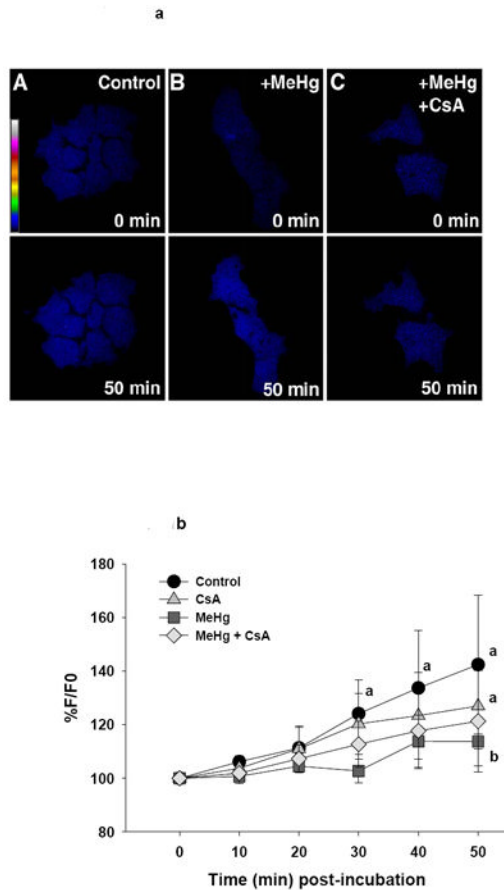 a
A Control B +MeHg C +MeHg
+CsA
0 min 0 min 0 min
50 min 50 min 50 min
b
180
160
140
120
100
80
%F/F0
Control
CsA
MeHg
MeHg + CsA
a a a
a
b
0 10 20 30 40 50
Time (min) post-incubation